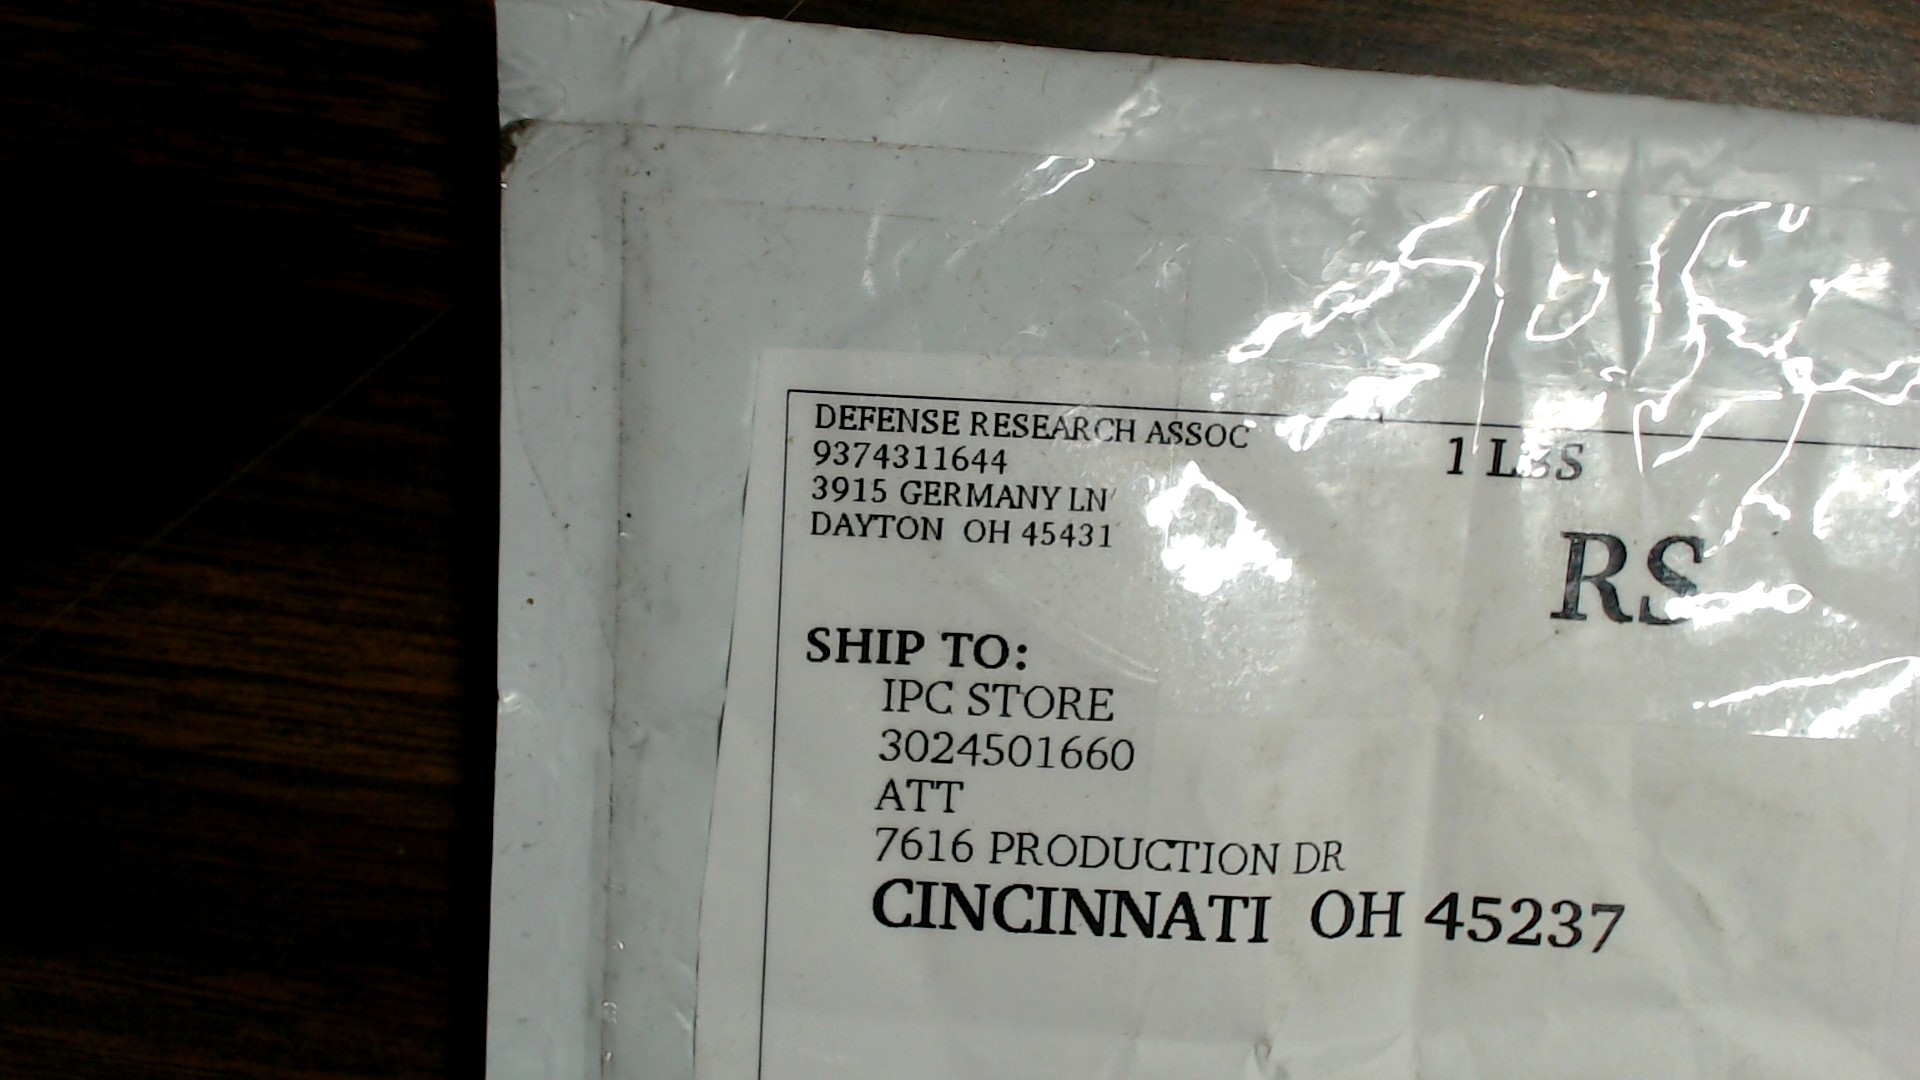 DEFENSE RESEARCH ASSOC
9374311644
3915 GERMANY LN
DAYTON OH 45431
1 LBS
RS
SHIP TO:
IPC STORE
3024501660
ATT
7616 PRODUCTION DR
CINCINNATI OH 45237